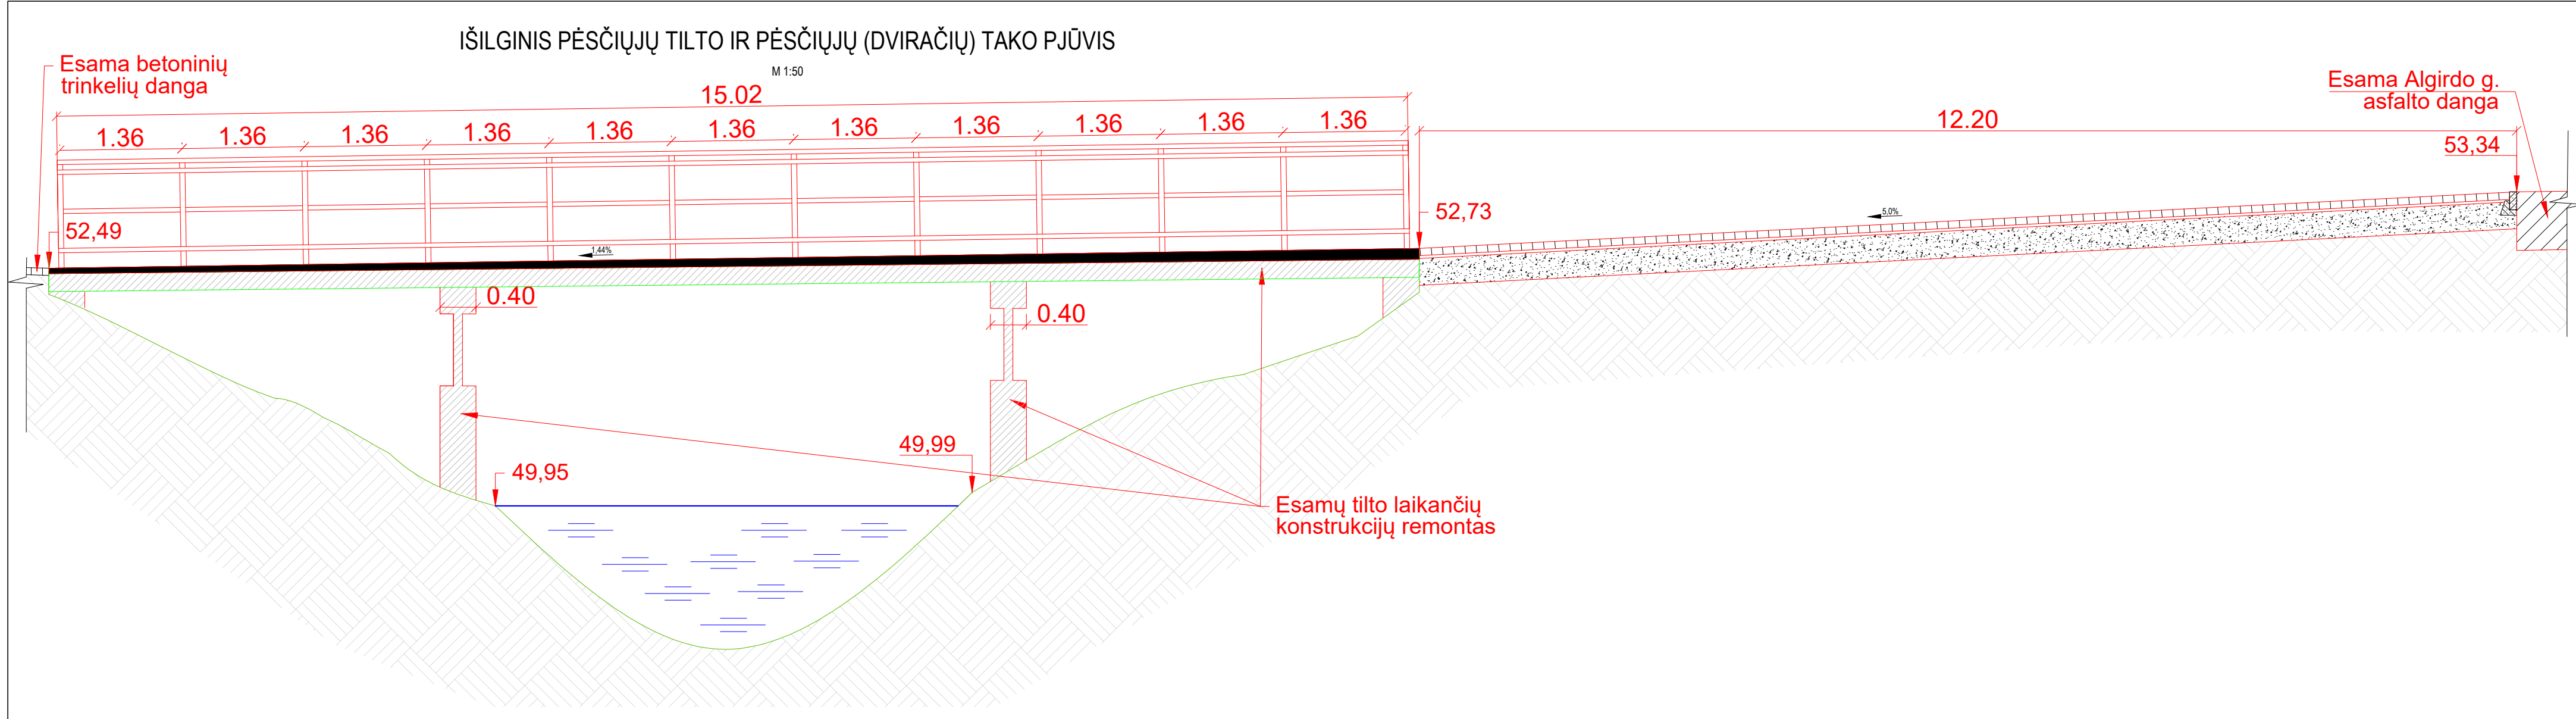 IŠILGINIS PĖSČIŲJŲ TILTO IR PĖSČIŲJŲ (DVIRAČIŲ) TAKO PJŪVIS
M 1:50
Esama betoninių
trinkelių danga
15.02
1.36
1.36
1.36
1.36
1.36
1.36
1.36
1.36
1.36
1.36
1.36
12.20
Esama Algirdo g.
asfalto danga
53,34
52,49
1,44%
52,73
5,0%
0.40
0.40
49,95
49,99
Esamų tilto laikančių
konstrukcijų remontas